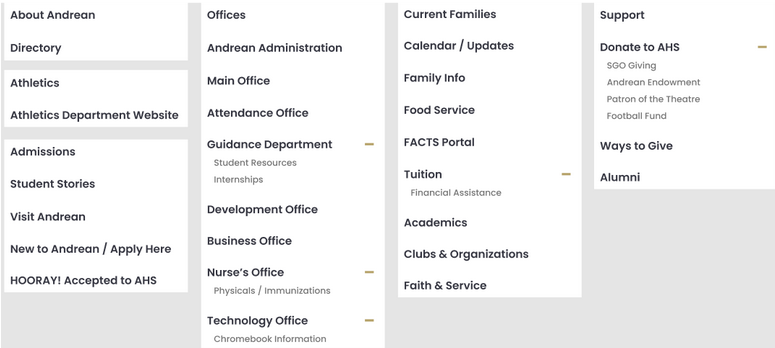 About Andrean
Directory
Athletics
Athletics Department Website
Admissions
Student Stories
Visit Andrean
New to Andrean / Apply Here
HOORAY! Accepted to AHS
Offices
Andrean Administration
Main Office
Attendance Office
Guidance Department
Student Resources
Internships
Development Office
Business Office
Nurse's Office
Physicals / Immunizations
Technology Office
Chromebook Information
Current Families
Calendar / Updates
Family Info
Food Service
FACTS Portal
Tuition
Financial Assistance
Academics
Clubs & Organizations
Faith & Service
Support
Donate to AHS
SGO Giving
Andrean Endowment
Patron of the Theatre
Football Fund
Ways to Give
Alumni